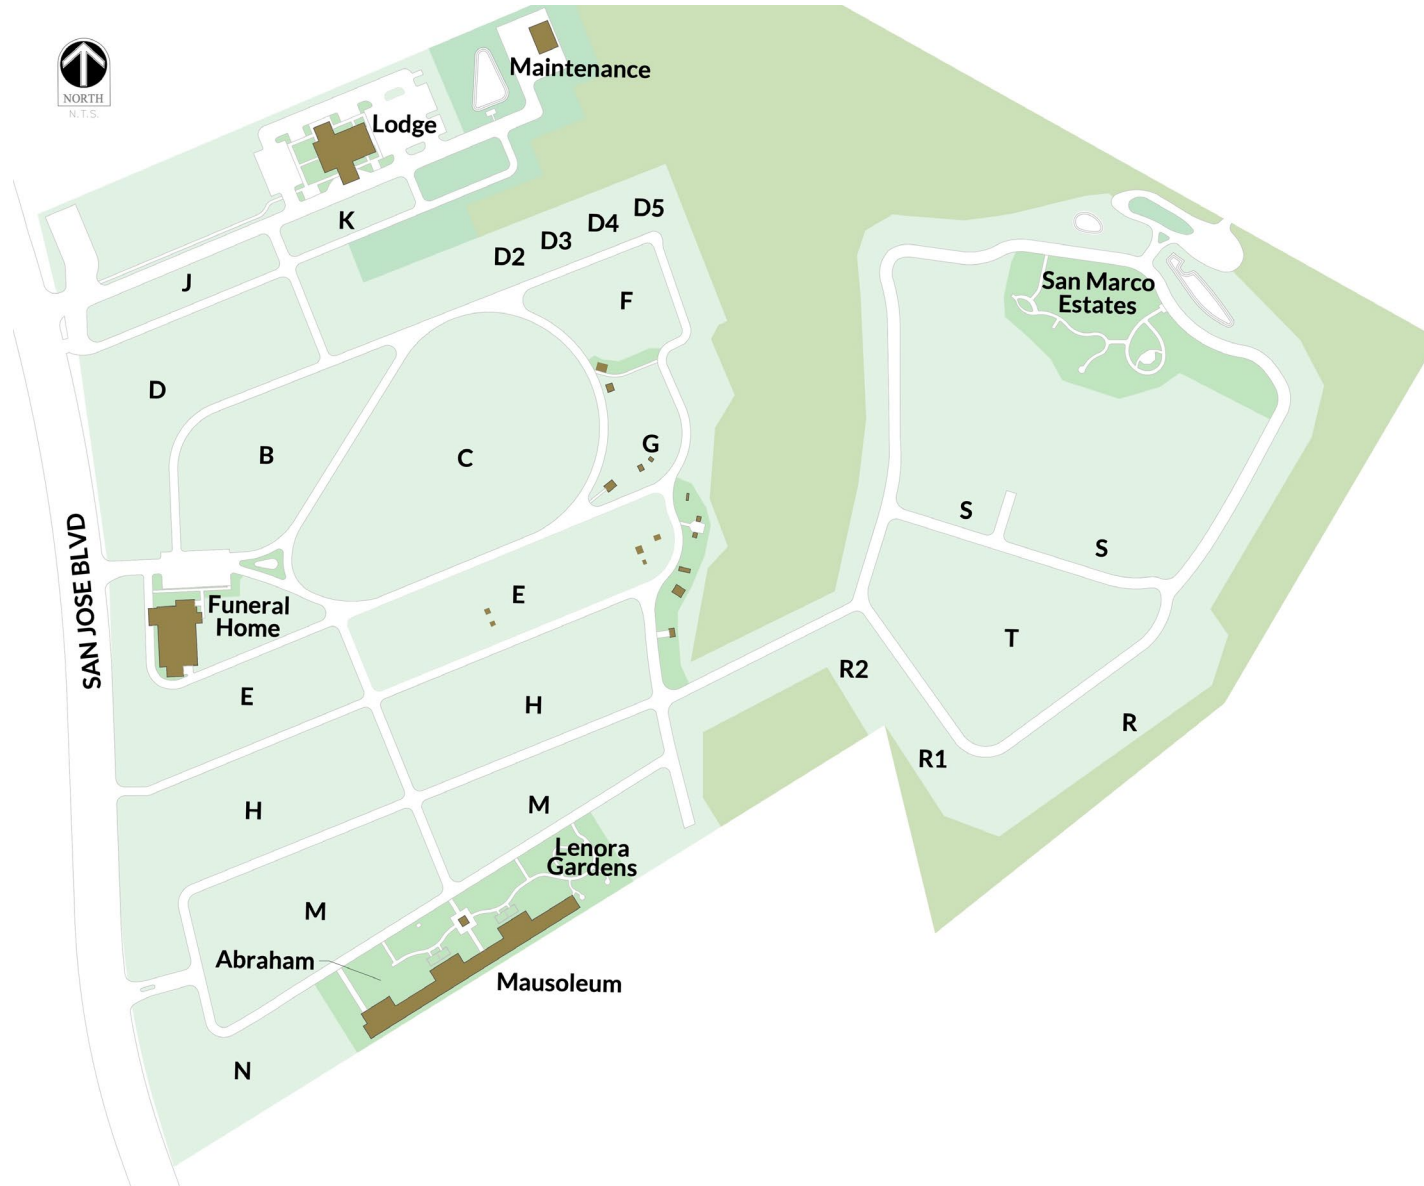 Maintenance
NORTH
N.T.S.
Lodge
D5
K
D4
D3
D2
J
San Marco
Estates
F
D
G
B
C
S
S
SAN JOSE BLVD
E
Funeral
Home
T
R2
E
H
R
R1
M
H
Lenora
Gardens
M
Abraham
Mausoleum
N